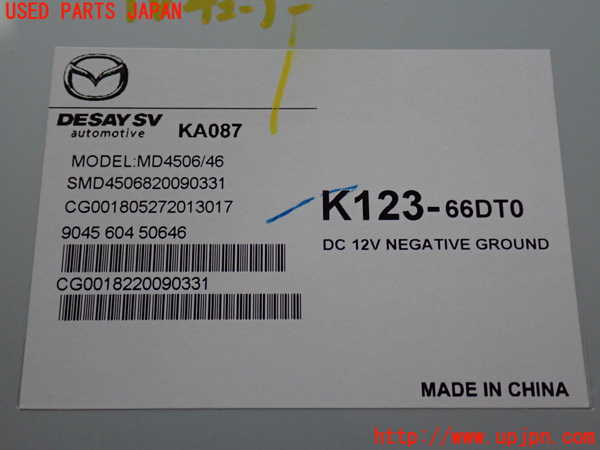 USED PARTS JAPAN
DESAY SV
automotive
KA087
MODEL:MD4506/46
SMD4506820090331
CG001805272013017
K123-66DT0
9045 604 50646
DC 12V NEGATIVE GROUND
CG0018220090331
MADE IN CHINA
http://www.upjpn.com/